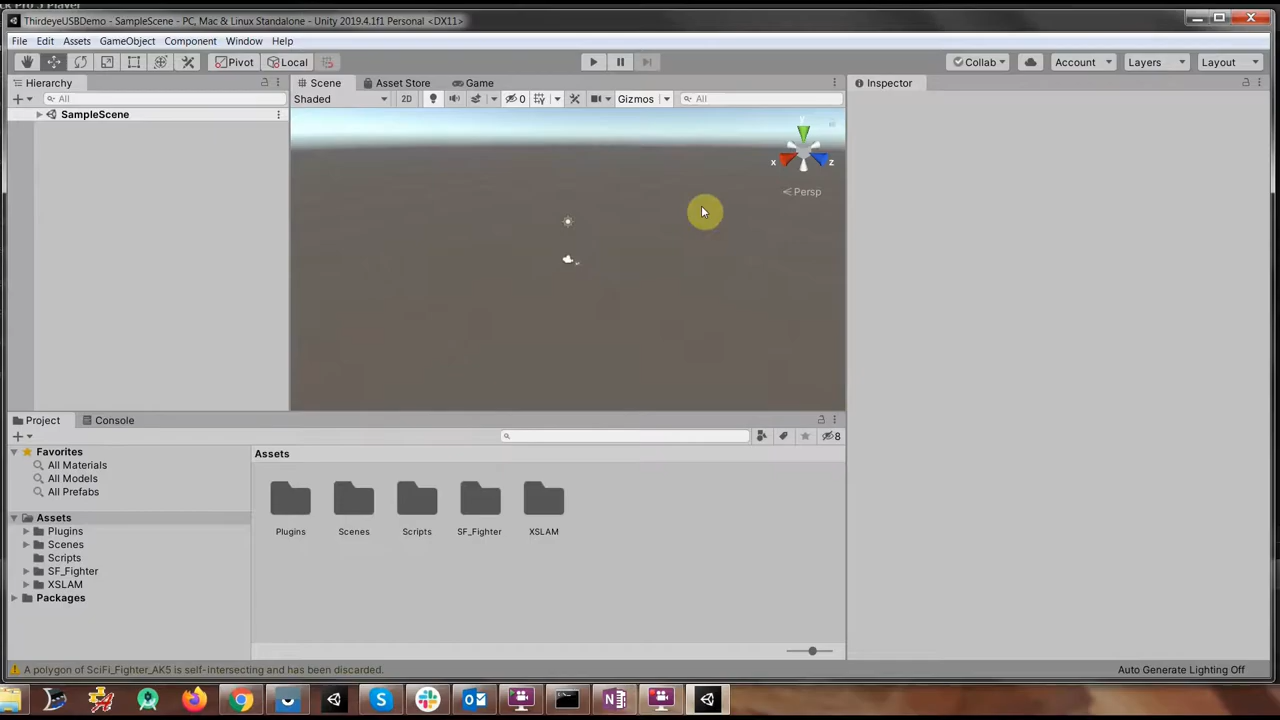 ThirdeyeUSBDemo - SampleScene - PC, Mac & Linux Standalone - Unity 2019.4.1f1 Personal <DX11>
File Edit Assets GameObject Component Window Help
Pivot Local Collab Account Layers Layout
Hierarchy Scene Asset Store Game Inspector
All Shaded 2D 0 Gizmos All
SampleScene
y
x z
Persp
Project Console
8
Favorites Assets
All Materials
All Models
All Prefabs
Assets
Plugins Scenes Scripts SF_Fighter XSLAM
Plugins
Scenes
Scripts
SF_Fighter
XSLAM
Packages
A polygon of SciFi_Fighter_AK5 is self-intersecting and has been discarded. Auto Generate Lighting Off